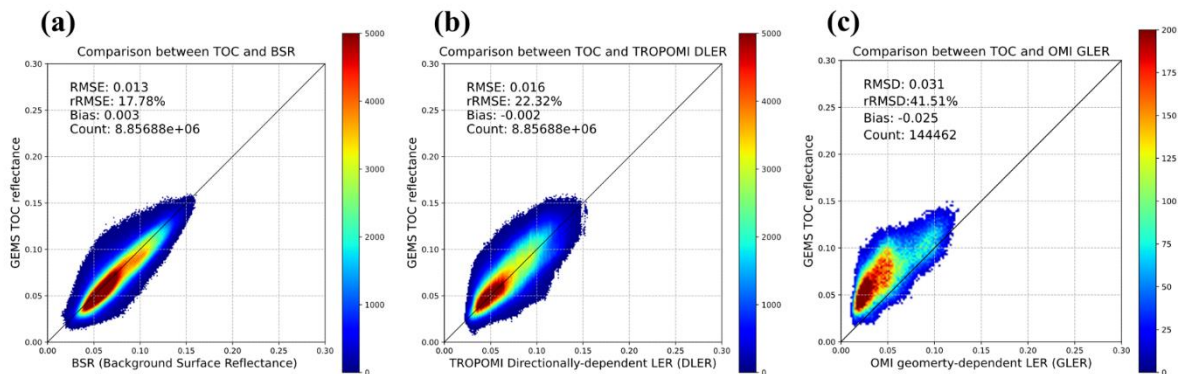 (a)
Comparison between TOC and BSR
RMSE: 0.013
rRMSE: 17.78%
Bias: 0.003
Count: 8.85688e+06
GEMS TOC reflectance
0.30
0.25
0.20
0.15
0.10
0.05
0.00
0.00 0.05 0.10 0.15 0.20 0.25 0.30
BSR (Background Surface Reflectance)
5000
4000
3000
2000
1000
0
(b)
Comparison between TOC and TROPOMI DLER
RMSE: 0.016
rRMSE: 22.32%
Bias: -0.002
Count: 8.85688e+06
GEMS TOC reflectance
0.30
0.25
0.20
0.15
0.10
0.05
0.00
0.00 0.05 0.10 0.15 0.20 0.25 0.30
TROPOMI Directionally-dependent LER (DLER)
5000
4000
3000
2000
1000
0
(c)
Comparison between TOC and OMI GLER
RMSD: 0.031
rRMSD:41.51%
Bias: -0.025
Count: 144462
GEMS TOC reflectance
0.30
0.25
0.20
0.15
0.10
0.05
0.00
0.00 0.05 0.10 0.15 0.20 0.25 0.30
OMI geomerty-dependent LER (GLER)
200
175
150
125
100
75
50
25
0